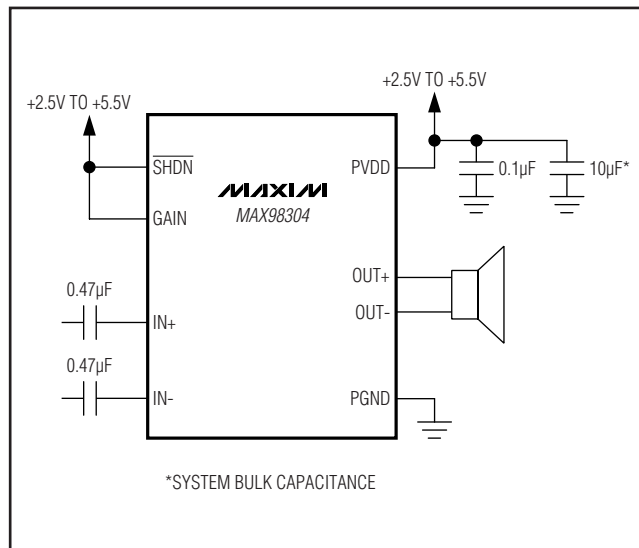 +2.5V TO +5.5V
+2.5V TO +5.5V
SHDN
PVDD
0.1µF
10µF*
MAXIM
MAX98304
GAIN
OUT+
0.47µF
OUT-
IN+
0.47µF
IN-
PGND
*SYSTEM BULK CAPACITANCE